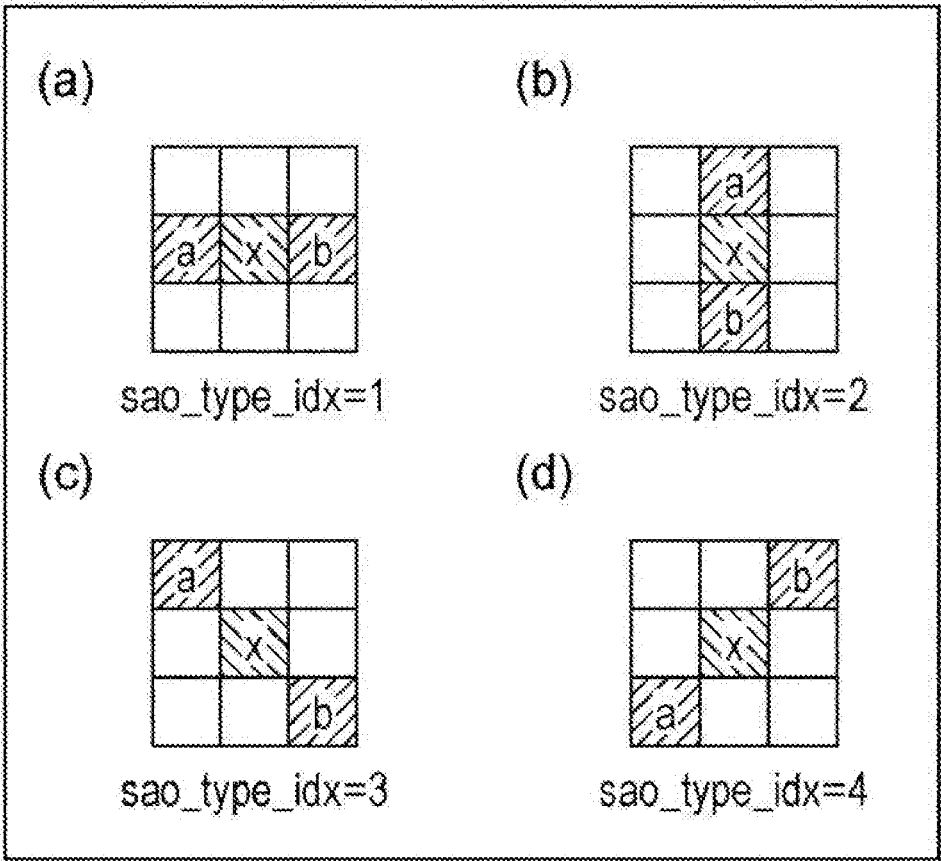 (a)
(b)
a x b
a
x
b
sao_type_idx=1
sao_type_idx=2
(c)
(d)
a
x
b
b
x
a
sao_type_idx=3
sao_type_idx=4